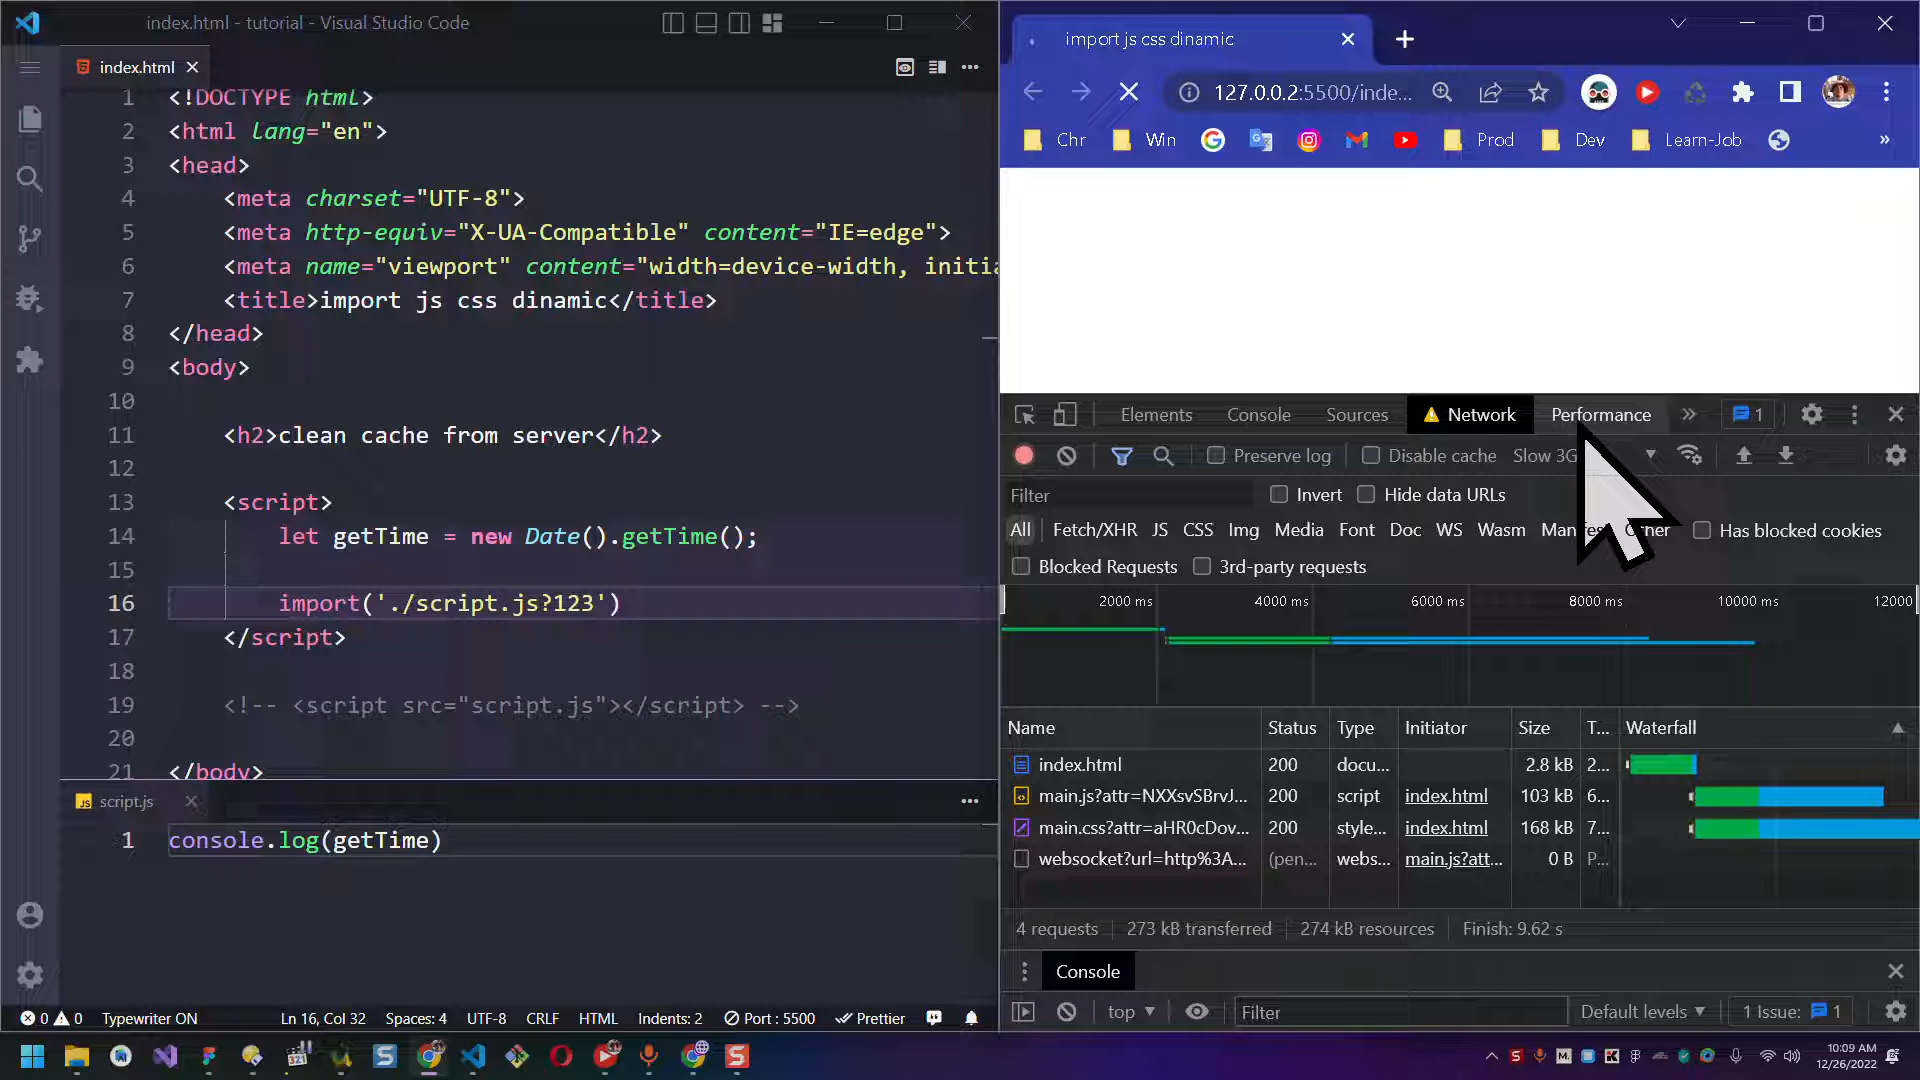 index.html - tutorial - Visual Studio Code
index.html
1 <!DOCTYPE html>
2 <html lang="en">
3 <head>
4 <meta charset="UTF-8">
5 <meta http-equiv="X-UA-Compatible" content="IE=edge">
6 <meta name="viewport" content="width=device-width, initia
7 <title>import js css dinamic</title>
8 </head>
9 <body>
10
11 <h2>clean cache from server</h2>
12
13 <script>
14 let getTime = new Date().getTime();
15
16 import('./script.js?123')
17 </script>
18
19 <!-- <script src="script.js"></script> -->
20
21 </body>
JS script.js
1 console.log(getTime)
0 0 Typewriter ON Ln 16, Col 32 Spaces: 4 UTF-8 CRLF HTML Indents: 2 Port : 5500 Prettier
import js css dinamic
127.0.0.2:5500/inde...
Chr Win Prod Dev Learn-Job »
Elements Console Sources Network Performance » 1
Preserve log Disable cache Slow 3G
Filter Invert Hide data URLs
All Fetch/XHR JS CSS Img Media Font Doc WS Wasm Other Has blocked cookies
Blocked Requests 3rd-party requests
2000 ms 4000 ms 6000 ms 8000 ms 10000 ms 12000
Name Status Type Initiator Size T... Waterfall
index.html 200 docu... 2.8 kB 2...
main.js?attr=NXXsvSBrvJ... 200 script index.html 103 kB 6...
main.css?attr=aHR0cDov... 200 style... index.html 168 kB 7...
websocket?url=http%3A... (pen... webs... main.js?att... 0 B P...
4 requests 273 kB transferred 274 kB resources Finish: 9.62 s
Console
top Filter Default levels 1 Issue: 1
10:09 AM
12/26/2022